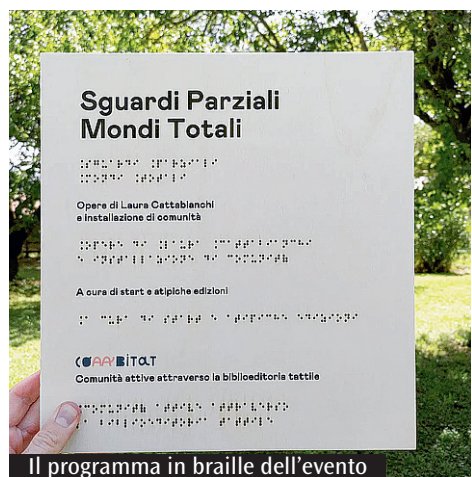 Sguardi Parziali
Mondi Totali
Opere di Laura Cattabianchi
e installazione di comunità
A cura di start e atipiche edizioni
Comunità attive attraverso la biblioeditoria tattile
Il programma in braille dell'evento